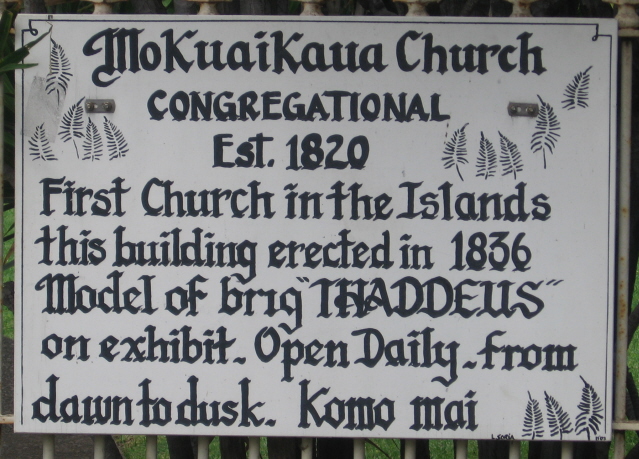 MoKuaiKaua Church
CONGREGATIONAL
Est. 1820
First Church in the Islands
this building erected in 1836
Model of brig "THADDEUS"
on exhibit. Open Daily. from
dawn to dusk. Komo mai